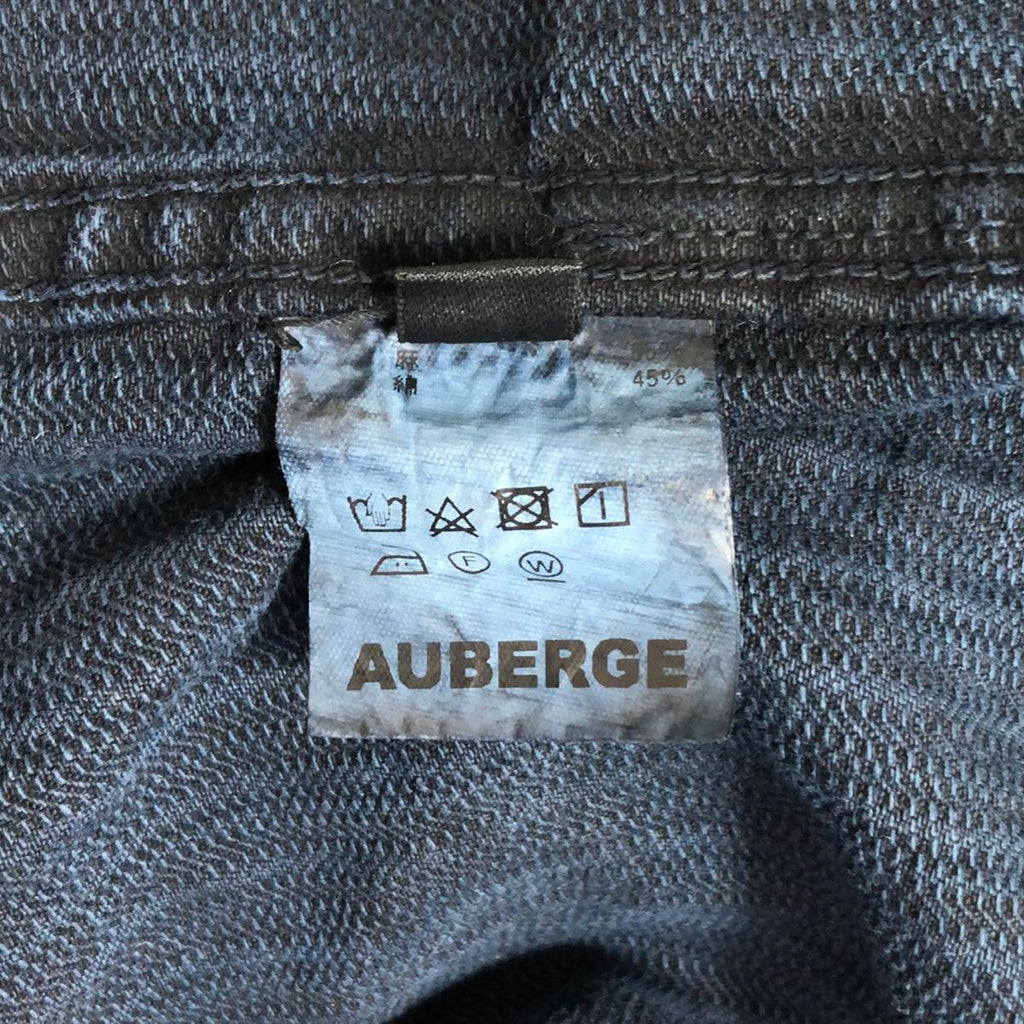 麻
綿 45%
F W
AUBERGE